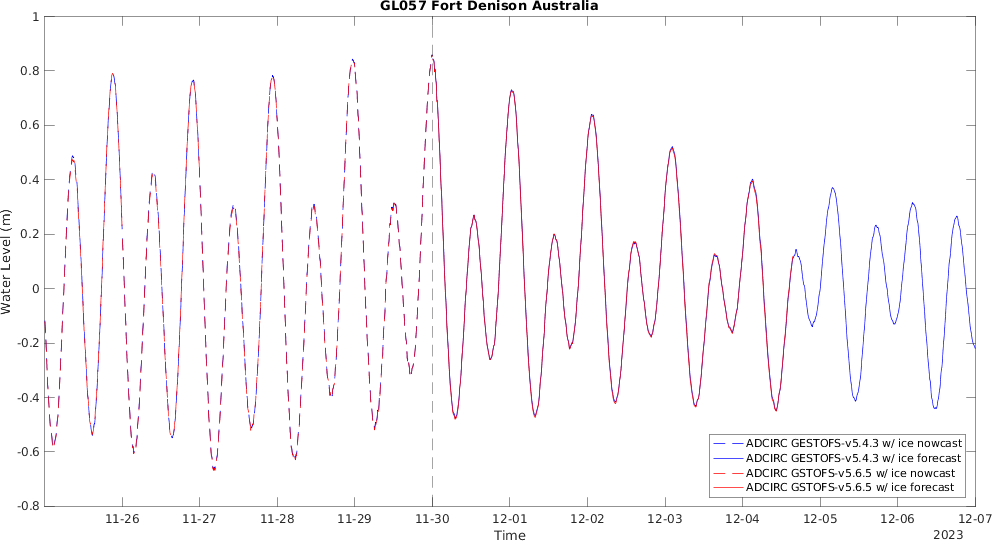 GL057 Fort Denison Australia
1
0.8
0.6
0.4
0.2
0
-0.2
-0.4
-0.6
-0.8
Water Level (m)
ADCIRC GESTOFS-v5.4.3 w/ ice nowcast
ADCIRC GESTOFS-v5.4.3 w/ ice forecast
ADCIRC GSTOFS-v5.6.5 w/ ice nowcast
ADCIRC GSTOFS-v5.6.5 w/ ice forecast
11-26 11-27 11-28 11-29 11-30 12-01 12-02 12-03 12-04 12-05 12-06 12-07
Time
2023